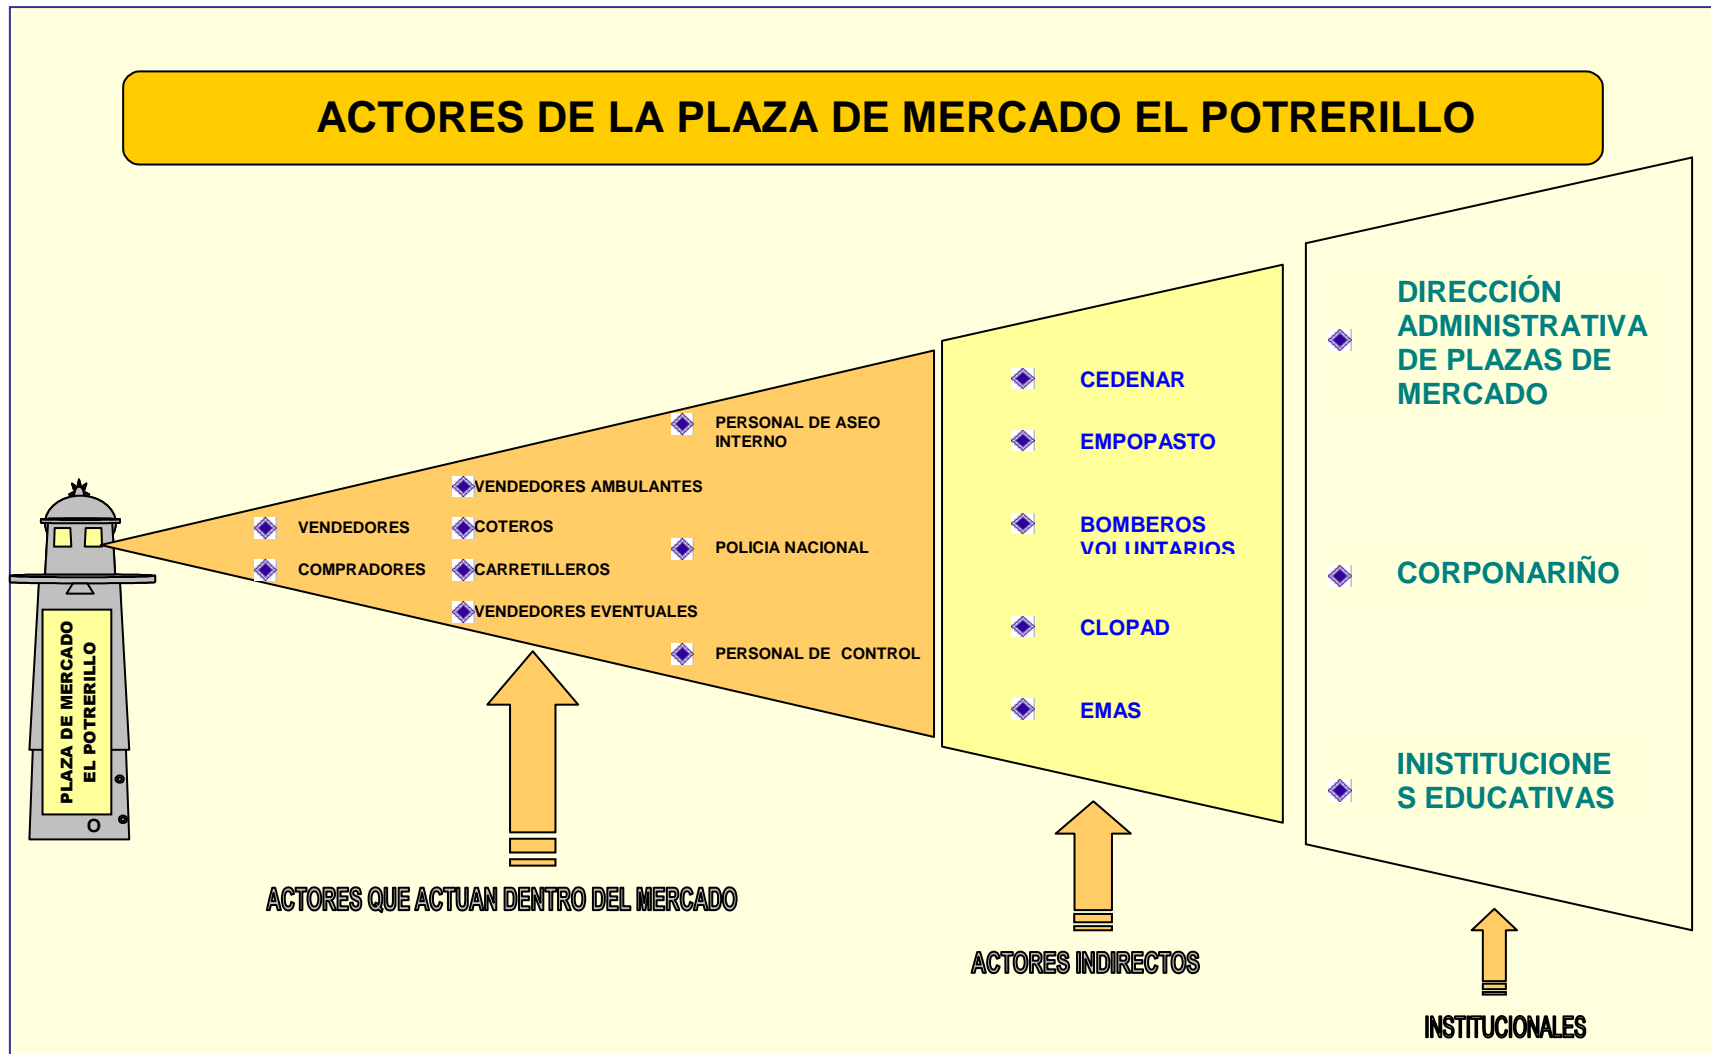 ACTORES DE LA PLAZA DE MERCADO EL POTRERILLO
PLAZA DE MERCADO
EL POTRERILLO
VENDEDORES
COMPRADORES
VENDEDORES AMBULANTES
COTEROS
CARRETILLEROS
VENDEDORES EVENTUALES
PERSONAL DE ASEO
INTERNO
POLICIA NACIONAL
PERSONAL DE CONTROL
ACTORES QUE ACTUAN DENTRO DEL MERCADO
CEDENAR
EMPOPASTO
BOMBEROS
VOLUNTARIOS
CLOPAD
EMAS
ACTORES INDIRECTOS
DIRECCIÓN
ADMINISTRATIVA
DE PLAZAS DE
MERCADO
CORPONARIÑO
INISTITUCIONE
S EDUCATIVAS
INSTITUCIONALES